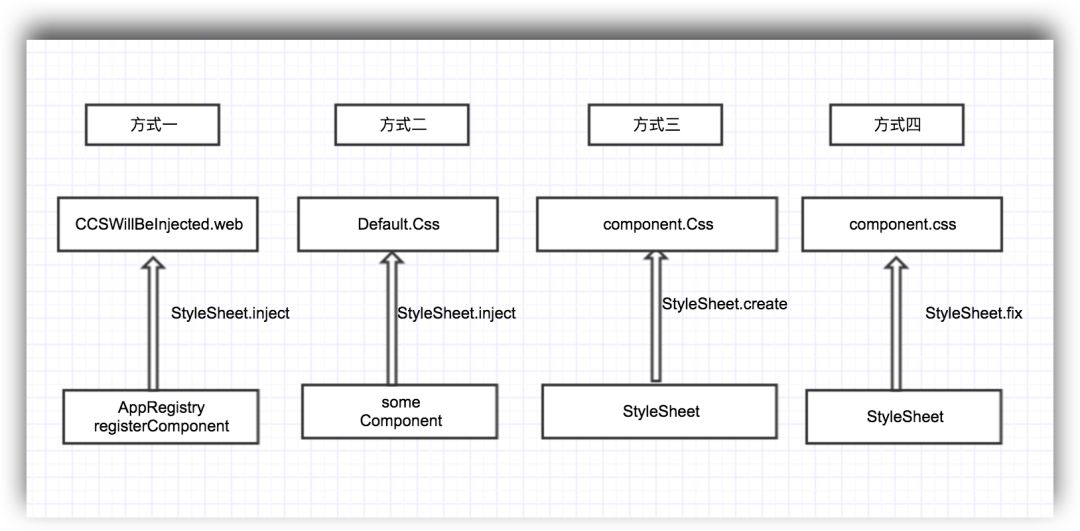 方式一
方式二
方式三
方式四
CCSWillBeInjected.web
Default.Css
component.Css
component.css
StyleSheet.inject
StyleSheet.inject
StyleSheet.create
StyleSheet.fix
AppRegistry
registerComponent
some
Component
StyleSheet
StyleSheet